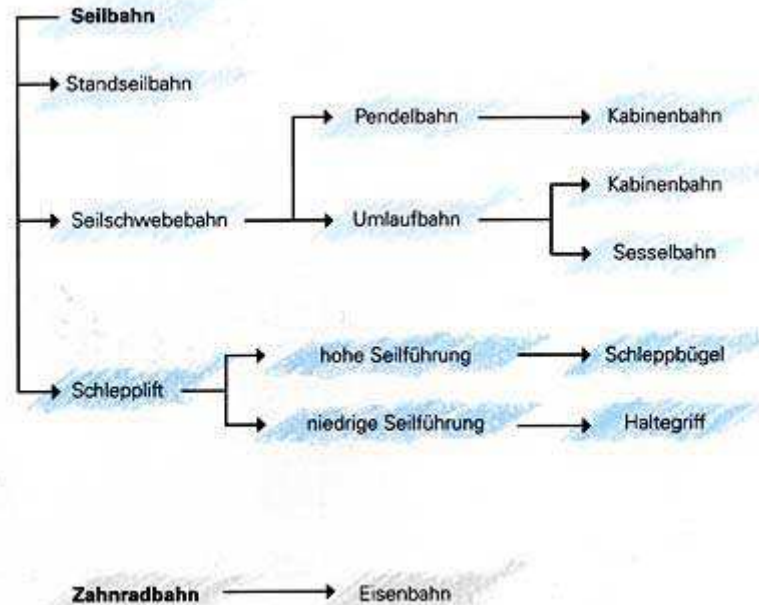 Seilbahn
Standseilbahn
Pendelbahn
Kabinenbahn
Kabinenbahn
Seilschwebebahn
Umlaufbahn
Sesselbahn
hohe Seilführung
Schleppbügel
Schlepplift
niedrige Seilführung
Haltegriff
Zahnradbahn
Eisenbahn